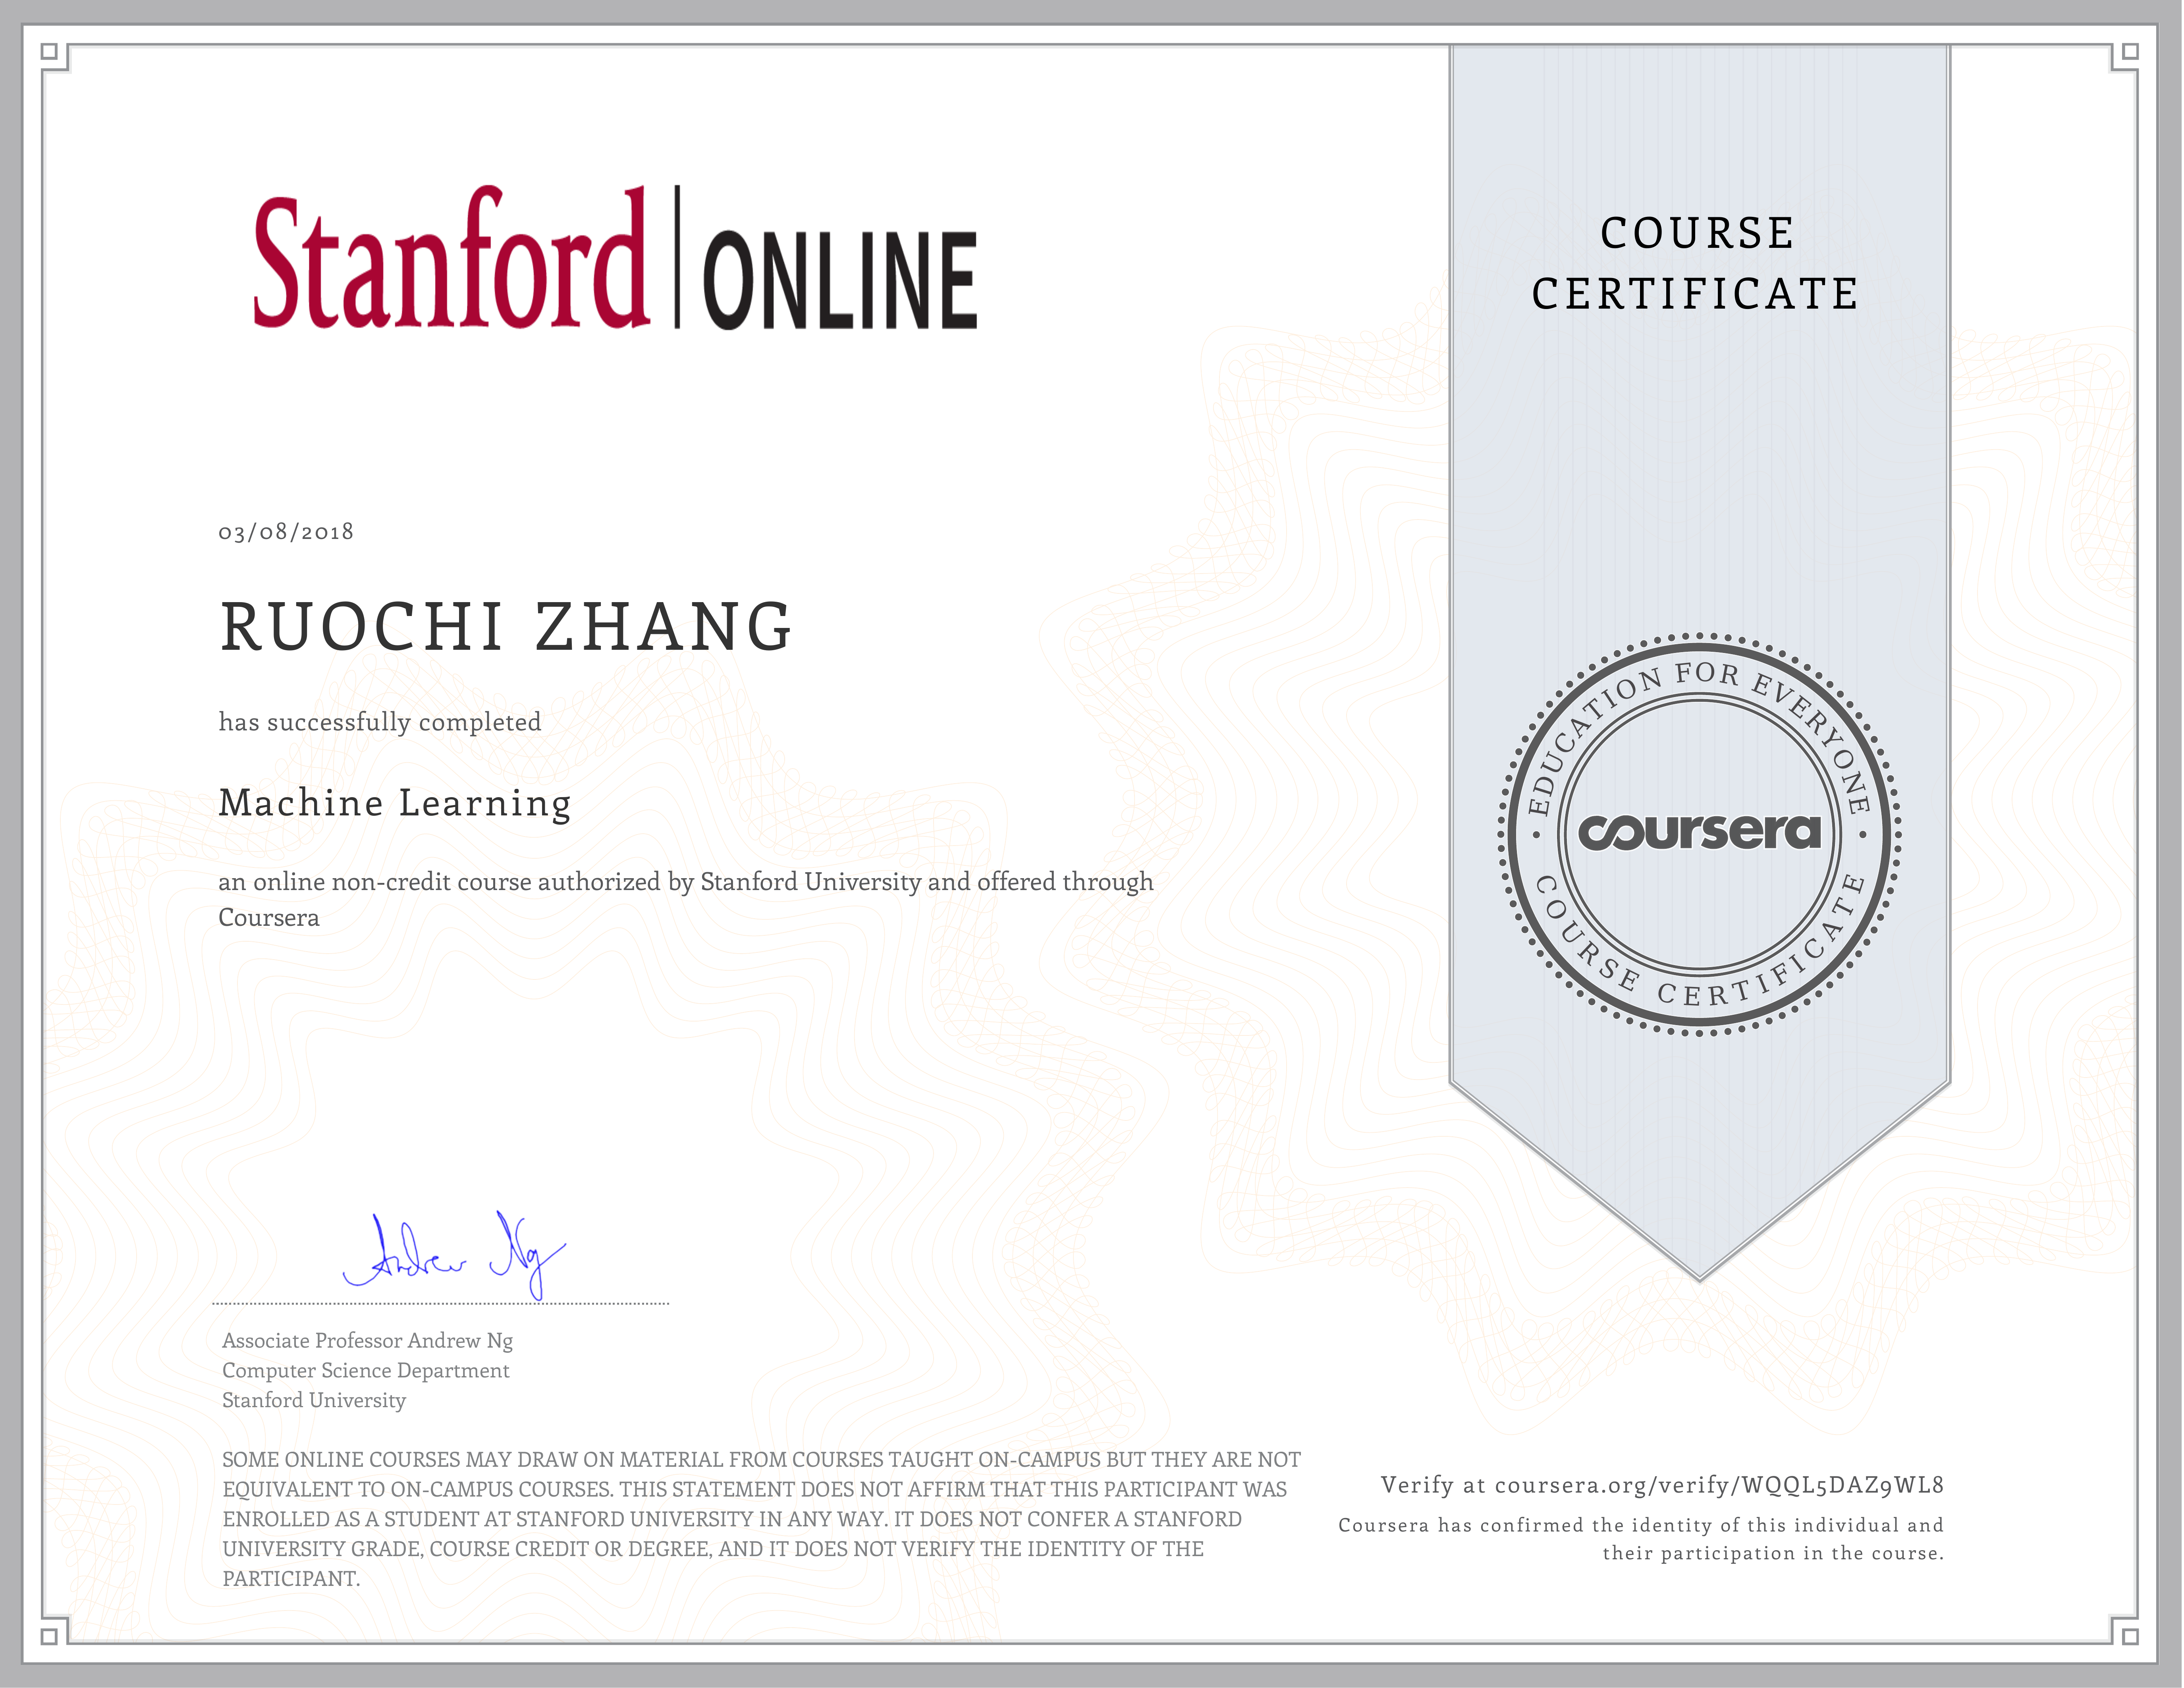 Stanford | ONLINE
COURSE
CERTIFICATE
03/08/2018
RUOCHI ZHANG
has successfully completed
Machine Learning
an online non-credit course authorized by Stanford University and offered through
Coursera
EDUCATION FOR EVERYONE
coursera
COURSE CERTIFICATE
Andrew Ng
Associate Professor Andrew Ng
Computer Science Department
Stanford University
SOME ONLINE COURSES MAY DRAW ON MATERIAL FROM COURSES TAUGHT ON-CAMPUS BUT THEY ARE NOT
EQUIVALENT TO ON-CAMPUS COURSES. THIS STATEMENT DOES NOT AFFIRM THAT THIS PARTICIPANT WAS
ENROLLED AS A STUDENT AT STANFORD UNIVERSITY IN ANY WAY. IT DOES NOT CONFER A STANFORD
UNIVERSITY GRADE, COURSE CREDIT OR DEGREE, AND IT DOES NOT VERIFY THE IDENTITY OF THE
PARTICIPANT.
Verify at coursera.org/verify/WQQL5DAZ9WL8
Coursera has confirmed the identity of this individual and
their participation in the course.